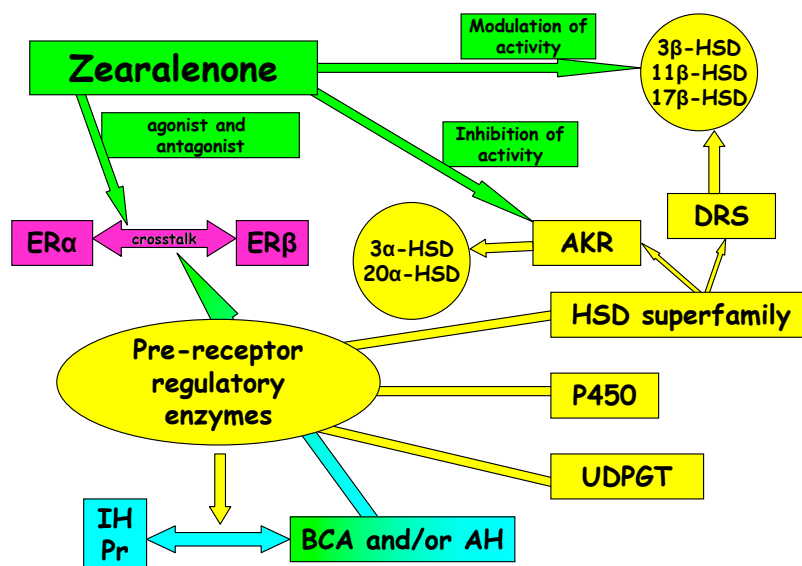 Modulation of
activity
3β-HSD
11β-HSD
17β-HSD
Zearalenone
agonist and
antagonist
Inhibition of
activity
DRS
ERα
crosstalk
ERβ
3α-HSD
20α-HSD
AKR
HSD superfamily
Pre-receptor
regulatory
enzymes
P450
UDPGT
IH
Pr
BCA and/or AH